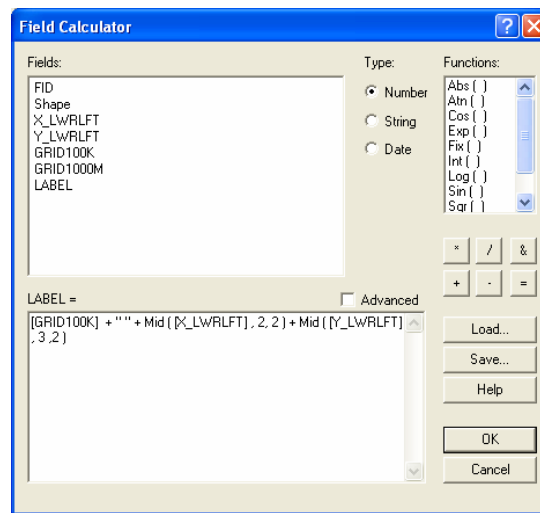 Field Calculator
Fields:
Type:
Functions:
FID
Shape
X_LWRLFT
Y_LWRLFT
GRID100K
GRID1000M
LABEL
Number
String
Date
Abs ( )
Atn ( )
Cos ( )
Exp ( )
Fix ( )
Int ( )
Log ( )
Sin ( )
Sqr ( )
* / &
+ - =
LABEL =
Advanced
[GRID100K] + " " + Mid ( [X_LWRLFT] , 2, 2 ) + Mid ( [Y_LWRLFT]
, 3 ,2 )
Load...
Save...
Help
OK
Cancel